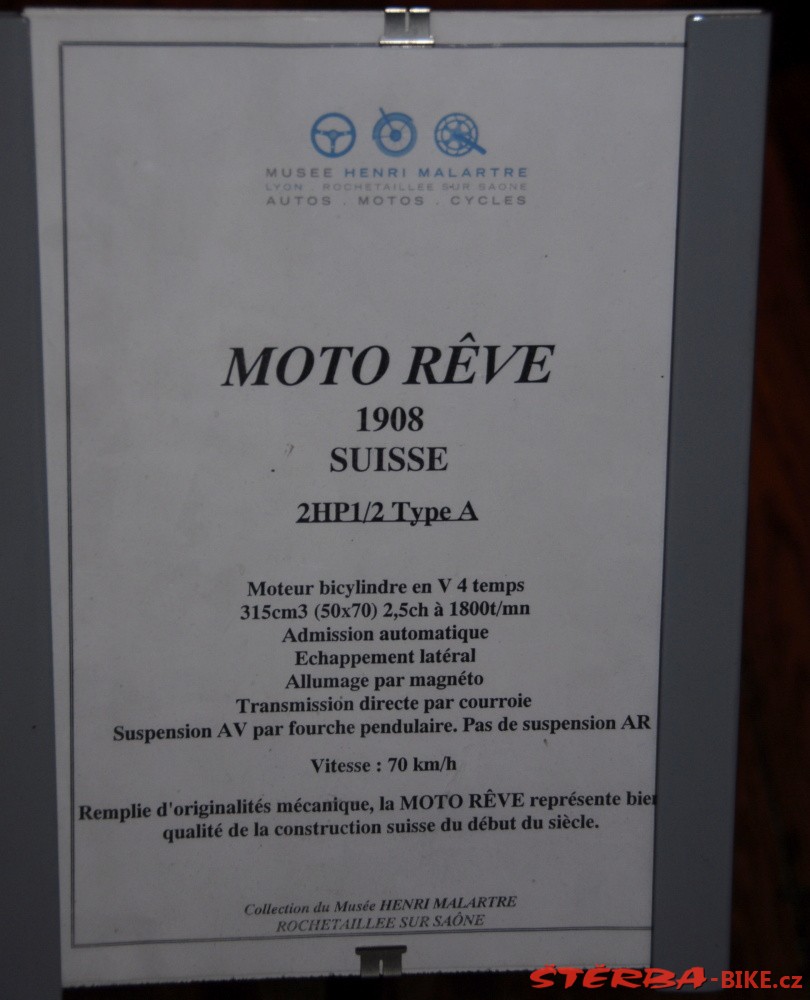 MUSEE HENRI MALARTRE
LYON . ROCHETAILLEE SUR SAONE
AUTOS . MOTOS . CYCLES
MOTO RÊVE
1908
SUISSE
2HP1/2 Type A
Moteur bicylindre en V 4 temps
315cm3 (50x70) 2,5ch à 1800t/mn
Admission automatique
Echappement latéral
Allumage par magnéto
Transmission directe par courroie
Suspension AV par fourche pendulaire. Pas de suspension AR
Vitesse : 70 km/h
Remplie d'originalités mécanique, la MOTO RÊVE représente
qualité de la construction suisse du début du siècle.
Collection du Musée HENRI MALARTRE
ROCHETAILLEE SUR SAÔNE
ŠTĚRBA-BIKE.cz